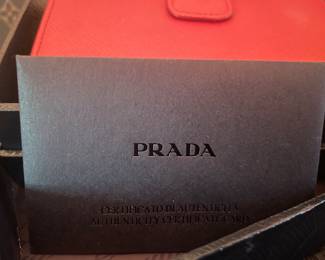 PRADA
CERTIFICATO DI AUTENTICITÀ
AUTHENTICITY CERTIFICATE CARD